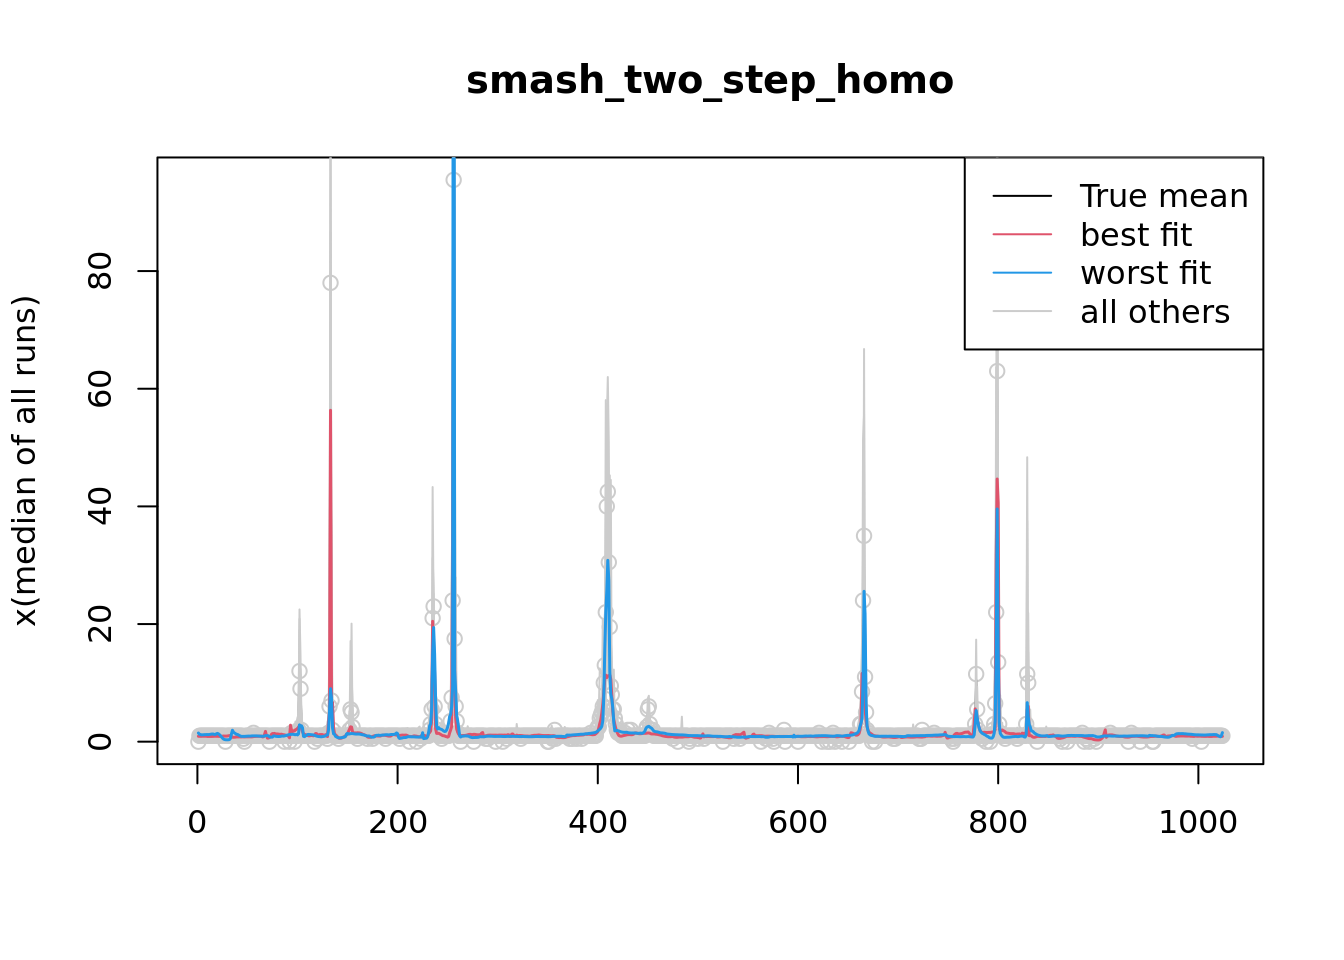 smash_two_step_homo
x(median of all runs)
80
60
40
20
0
True mean
best fit
worst fit
all others
0 200 400 600 800 1000